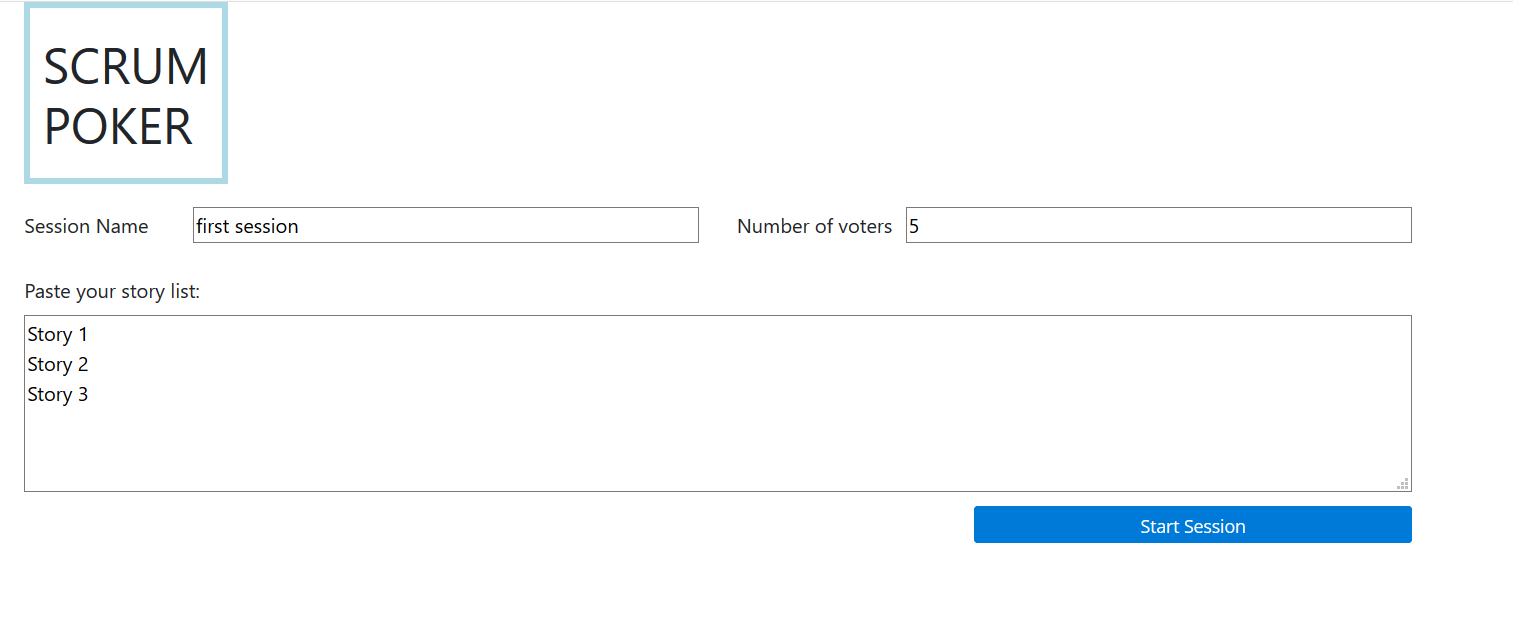 SCRUM
POKER
Session Name first session Number of voters 5
Paste your story list:
Story 1
Story 2
Story 3
Start Session